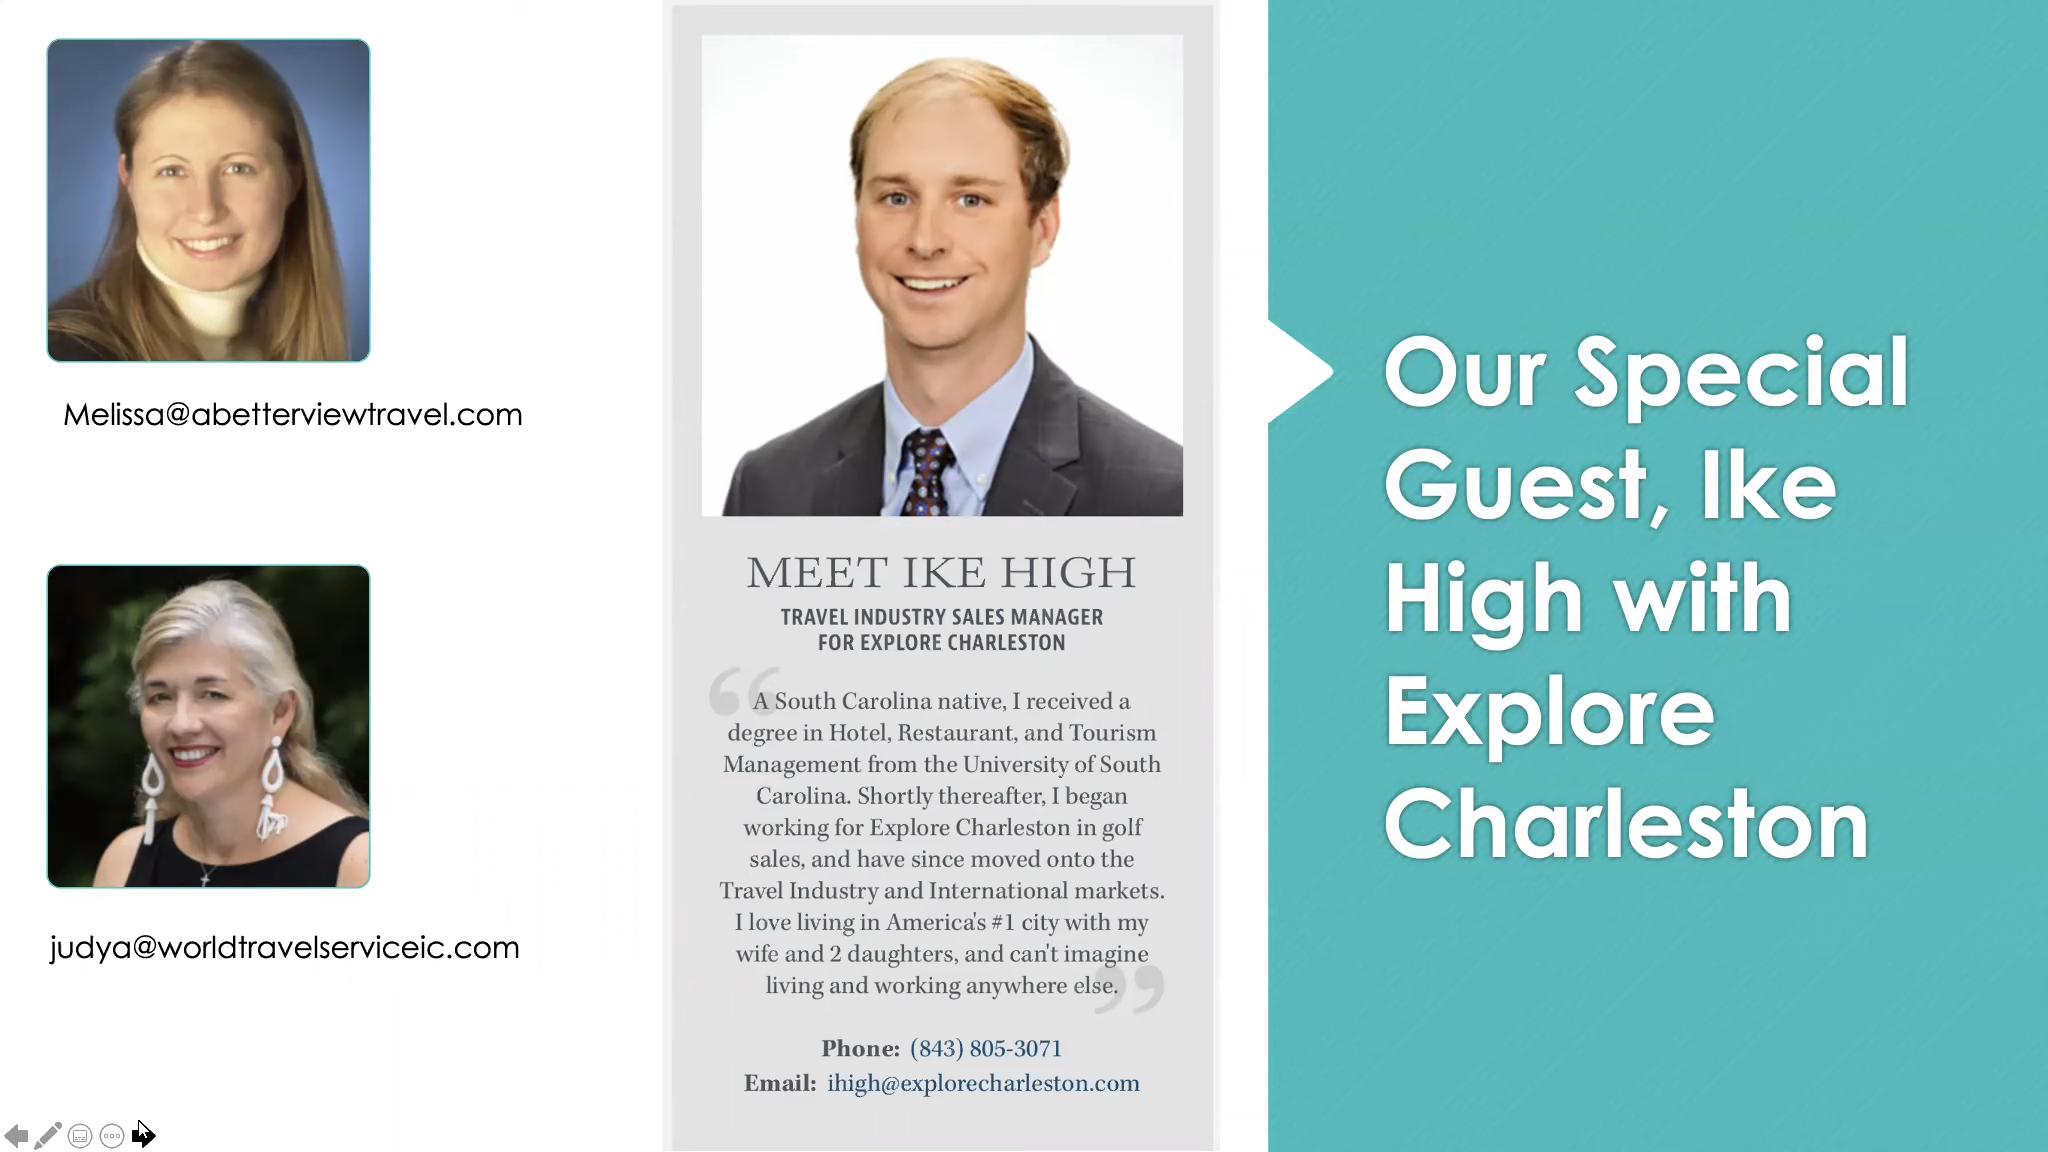 Melissa@abetterviewtravel.com
judya@worldtravelserviceic.com
MEET IKE HIGH
TRAVEL INDUSTRY SALES MANAGER
FOR EXPLORE CHARLESTON
“A South Carolina native, I received a
degree in Hotel, Restaurant, and Tourism
Management from the University of South
Carolina. Shortly thereafter, I began
working for Explore Charleston in golf
sales, and have since moved onto the
Travel Industry and International markets.
I love living in America's #1 city with my
wife and 2 daughters, and can't imagine
living and working anywhere else.”
Phone: (843) 805-3071
Email: ihigh@explorecharleston.com
Our Special
Guest, Ike
High with
Explore
Charleston